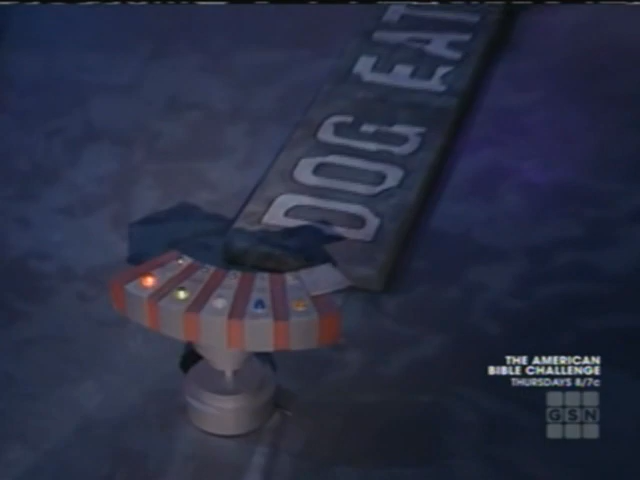 DOG EAT
THE AMERICAN
BIBLE CHALLENGE
THURSDAYS 8/7c
GSN